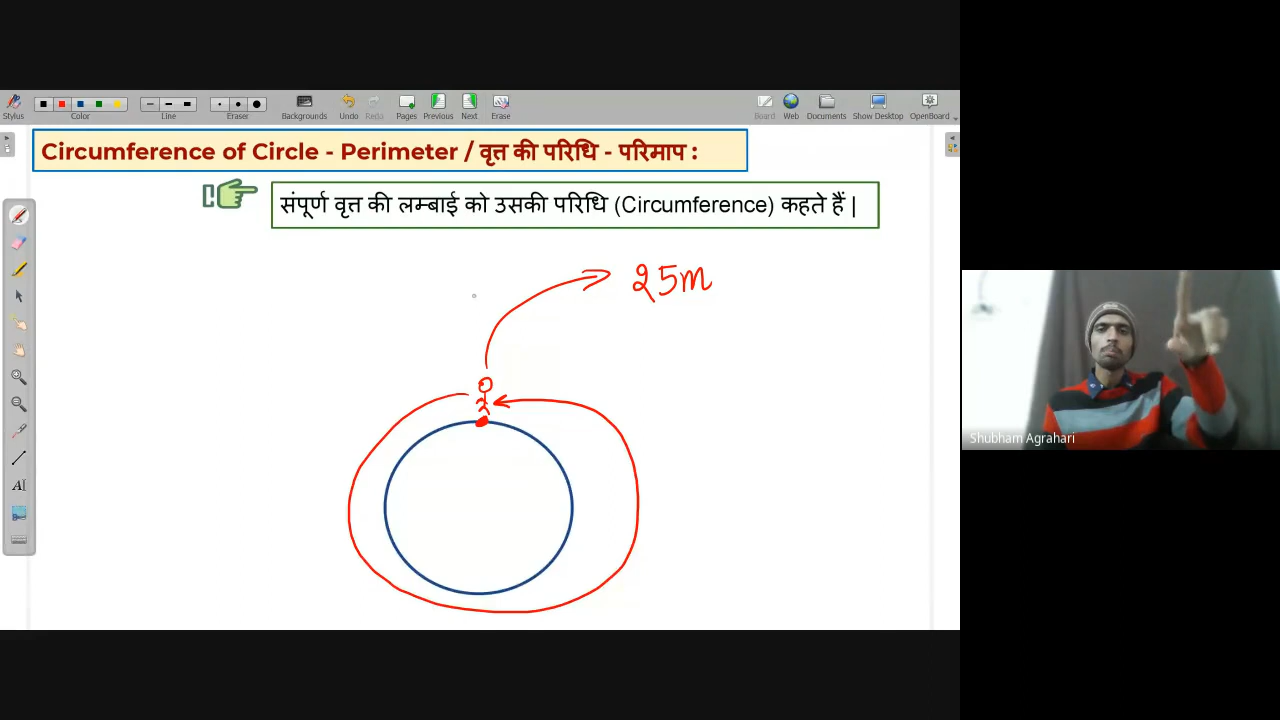 Stylus
Color
Line
Eraser
Backgrounds
Undo
Redo
Pages
Previous
Next
Erase
Board
Web
Documents
Show Desktop
OpenBoard
Circumference of Circle - Perimeter / वृत्त की परिधि - परिमाप :
संपूर्ण वृत्त की लम्बाई को उसकी परिधि (Circumference) कहते हैं |
25m
AI
Shubham Agrahari